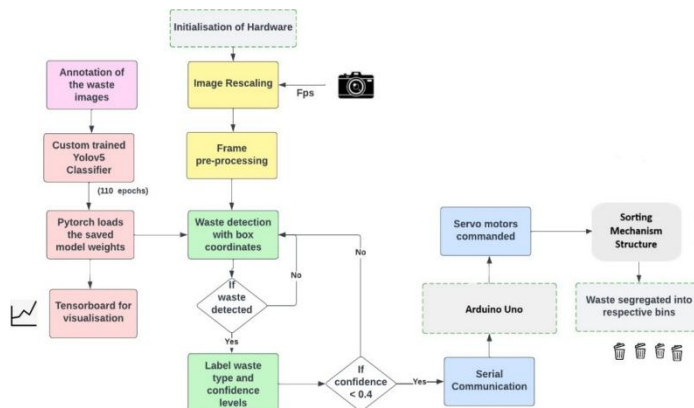 Initialisation of Hardware
Annotation of
the waste
images
Image Rescaling
Fps
Custom trained
Yolov5
Classifier
Frame
pre-processing
(110 epochs)
Pytorch loads
the saved
model weights
Waste detection
with box
coordinates
No
No
Servo motors
commanded
Sorting
Mechanism
Structure
Tensorboard for
visualisation
If
waste
detected
Arduino Uno
Waste segregated into
respective bins
Yes
Label waste
type and
confidence
levels
If
confidence
< 0.4
Yes
Serial
Communication